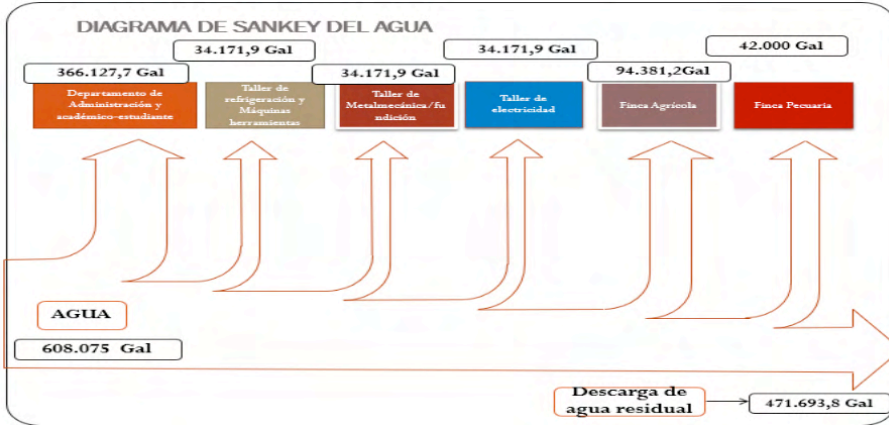 DIAGRAMA DE SANKEY DEL AGUA
34.171,9 Gal
34.171,9 Gal
42.000 Gal
366.127,7 Gal
34.171,9 Gal
94.381,2Gal
Departamento de
Administración y
académico-estudiante
Taller de
refrigeración y
Máquinas
herramientas
Taller de
Metalmecánica/fu
ndición
Taller de
electricidad
Finca Agrícola
Finca Pecuaria
AGUA
608.075 Gal
Descarga de
agua residual
471.693,8 Gal